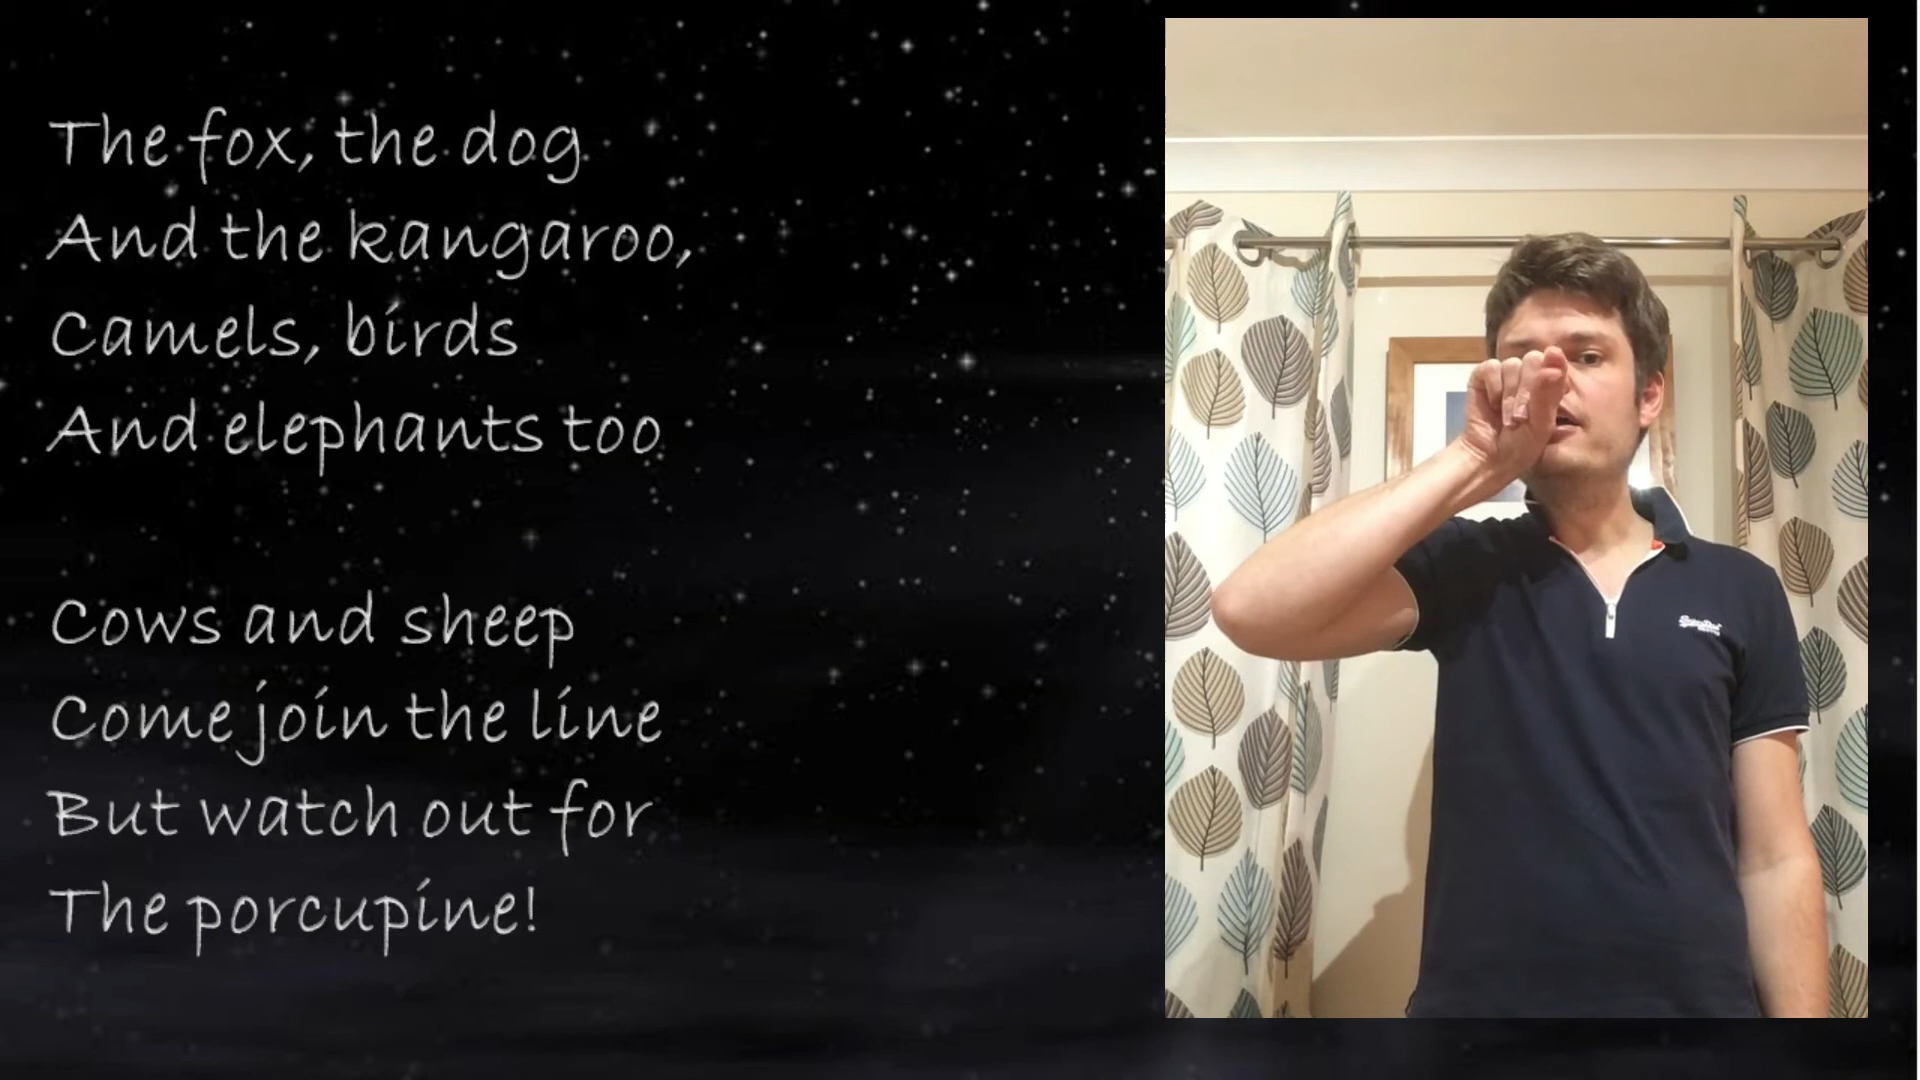 The fox, the dog
And the kangaroo,
Camels, birds
And elephants too
Cows and sheep
Come join the line
But watch out for
The porcupine!